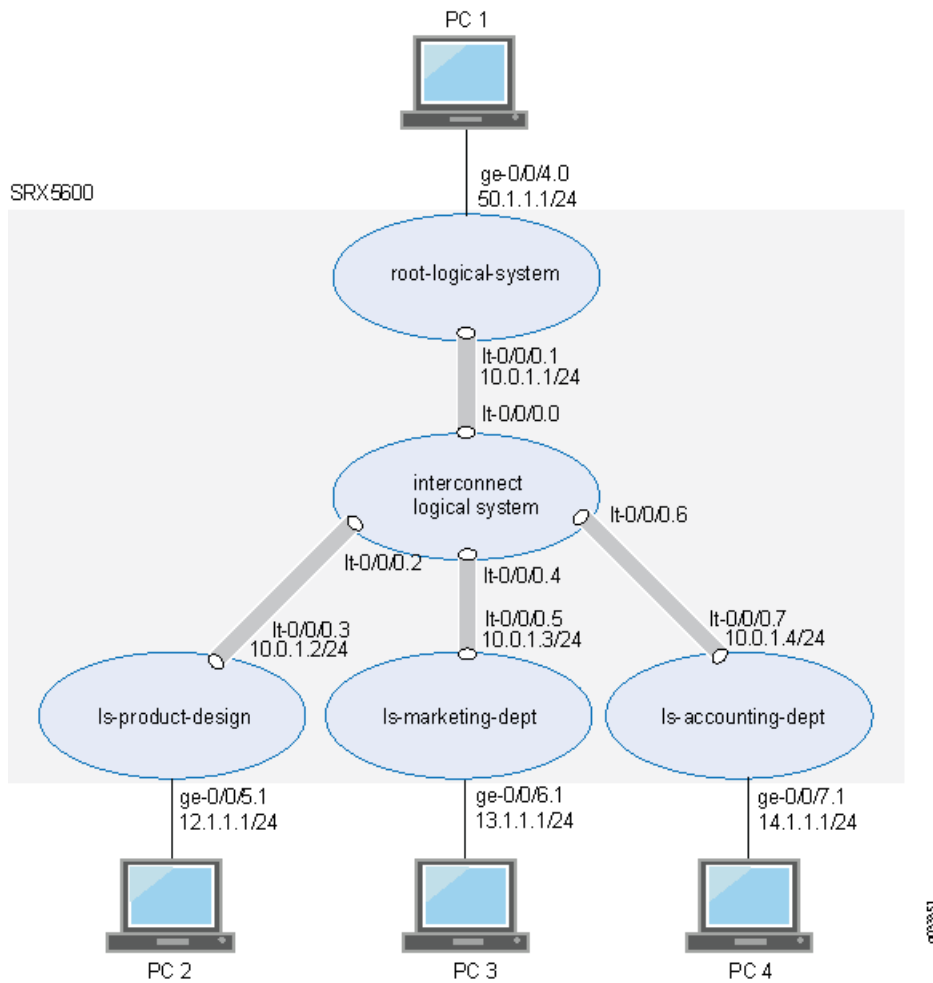 PC 1
ge-0/0/4.0
50.1.1.1/24
SRX5600
root-logical-system
lt-0/0/0.1
10.0.1.1/24
lt-0/0/0.0
interconnect
logical system
lt-0/0/0.6
lt-0/0/0.2
lt-0/0/0.4
lt-0/0/0.3
10.0.1.2/24
lt-0/0/0.5
10.0.1.3/24
lt-0/0/0.7
10.0.1.4/24
ls-product-design
ls-marketing-dept
ls-accounting-dept
ge-0/0/5.1
12.1.1.1/24
ge-0/0/6.1
13.1.1.1/24
ge-0/0/7.1
14.1.1.1/24
PC 2
PC 3
PC 4